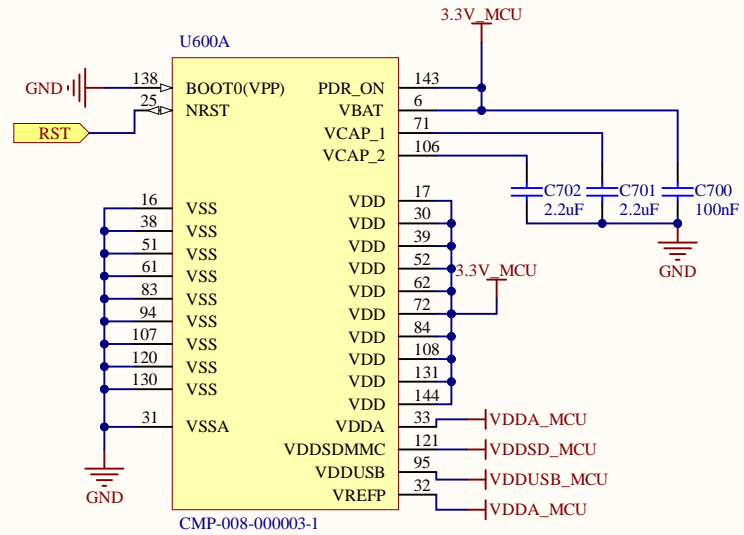 3.3V_MCU
U600A
GND
138 BOOT0(VPP) PDR_ON 143
25 NRST VBAT 6
RST
VCAP_1 71
VCAP_2 106
C702 C701 C700
2.2uF 2.2uF 100nF
GND
16 VSS VDD 17
38 VSS VDD 30
51 VSS VDD 39
61 VSS VDD 52
3.3V_MCU
83 VSS VDD 62
94 VSS VDD 72
107 VSS VDD 84
120 VSS VDD 108
130 VSS VDD 131
VDD 144
31 VSSA VDDA 33 VDDA_MCU
VDDSDMMC 121 VDDSD_MCU
VDDUSB 95 VDDUSB_MCU
VREFP 32 VDDA_MCU
GND
CMP-008-000003-1